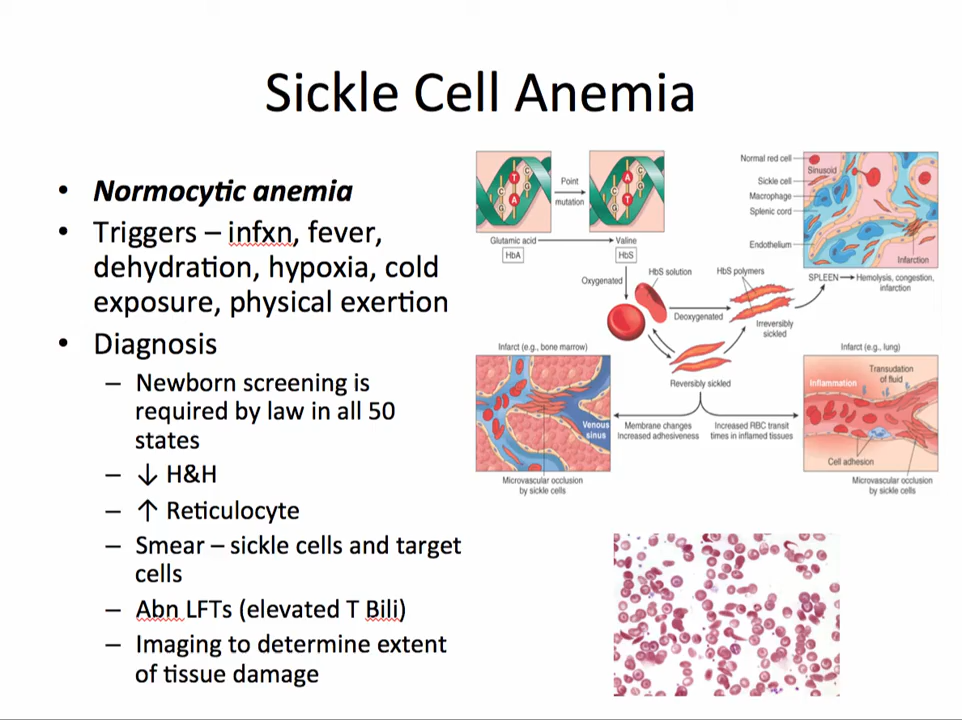 Sickle Cell Anemia
• Normocytic anemia
• Triggers – infxn, fever,
dehydration, hypoxia, cold
exposure, physical exertion
• Diagnosis
– Newborn screening is
required by law in all 50
states
– ↓ H&H
– ↑ Reticulocyte
– Smear – sickle cells and target
cells
– Abn LFTs (elevated T Bili)
– Imaging to determine extent
of tissue damage
T
A
C
G
C
G
Point
mutation
A
T
C
G
C
G
Glutamic acid
Valine
HbA
HbS
Normal red cell
Sinusoid
Sickle cell
Macrophage
Splenic cord
Endothelium
Infarction
SPLEEN → Hemolysis, congestion,
infarction
Oxygenated
HbS solution
HbS polymers
Deoxygenated
Irreversibly
sickled
Reversibly sickled
Infarct (e.g., bone marrow)
Venous
sinus
Microvascular occlusion
by sickle cells
Membrane changes
Increased adhesiveness
Increased RBC transit
times in inflamed tissues
Infarct (e.g., lung)
Inflammation
Transudation
of fluid
Cell adhesion
Microvascular occlusion
by sickle cells